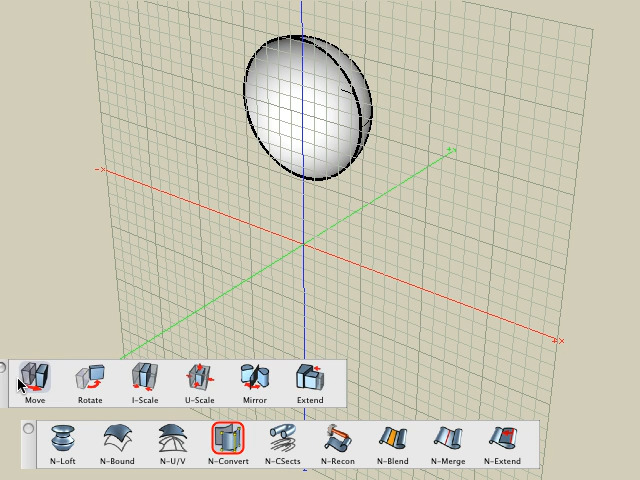 -X
+Y
+X
Move Rotate I-Scale U-Scale Mirror Extend
N-Loft N-Bound N-U/V N-Convert N-CSects N-Recon N-Blend N-Merge N-Extend